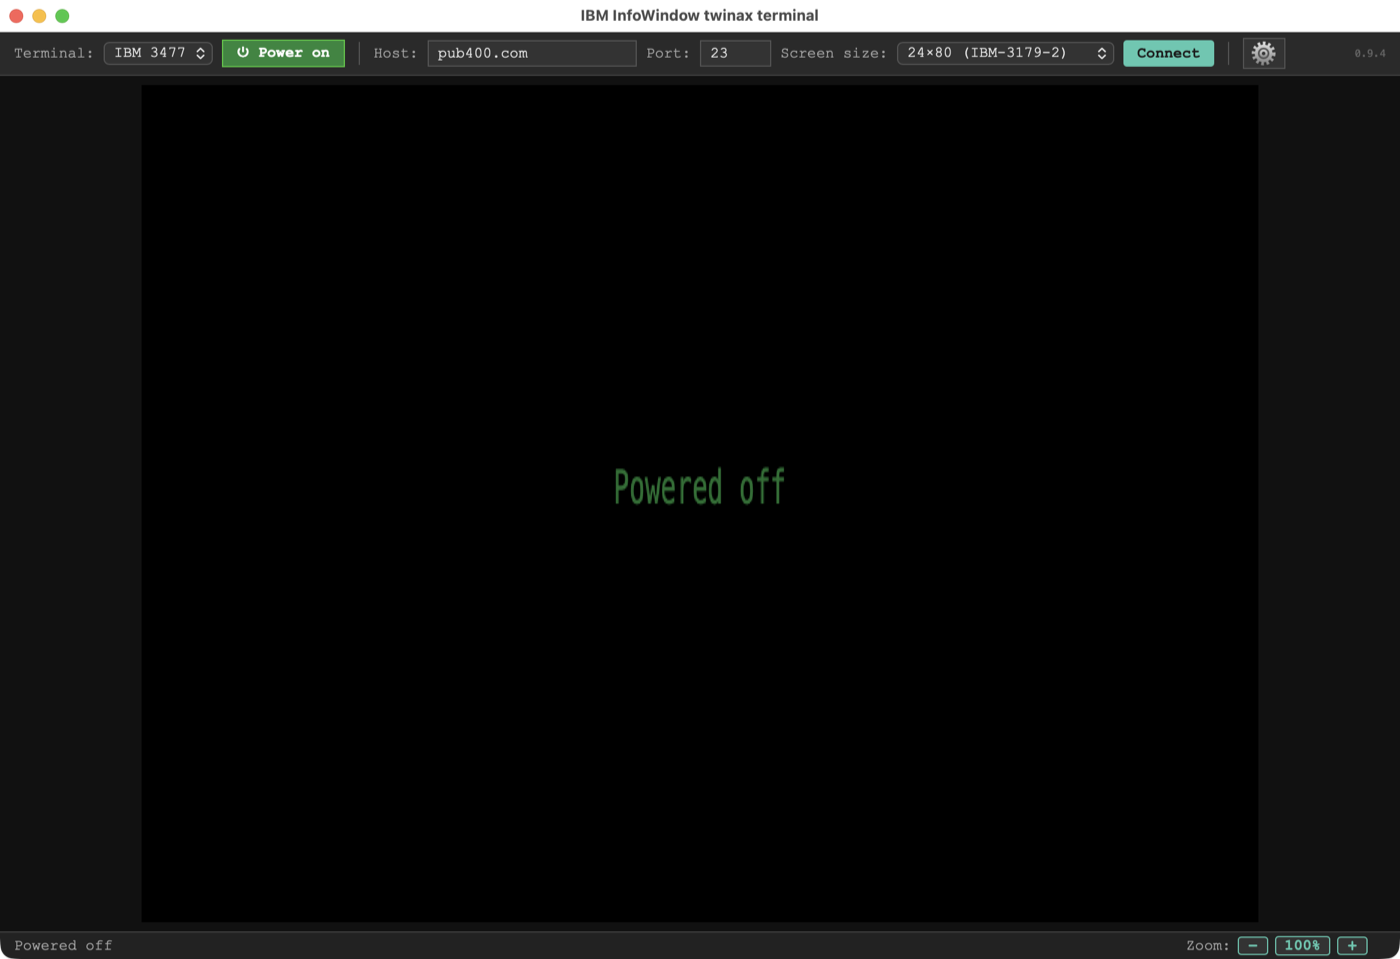 IBM InfoWindow twinax terminal
Terminal: IBM 3477 Power on Host: pub400.com Port: 23 Screen size: 24×80 (IBM-3179-2) Connect 0.9.4
Powered off
Powered off Zoom: − 100% +